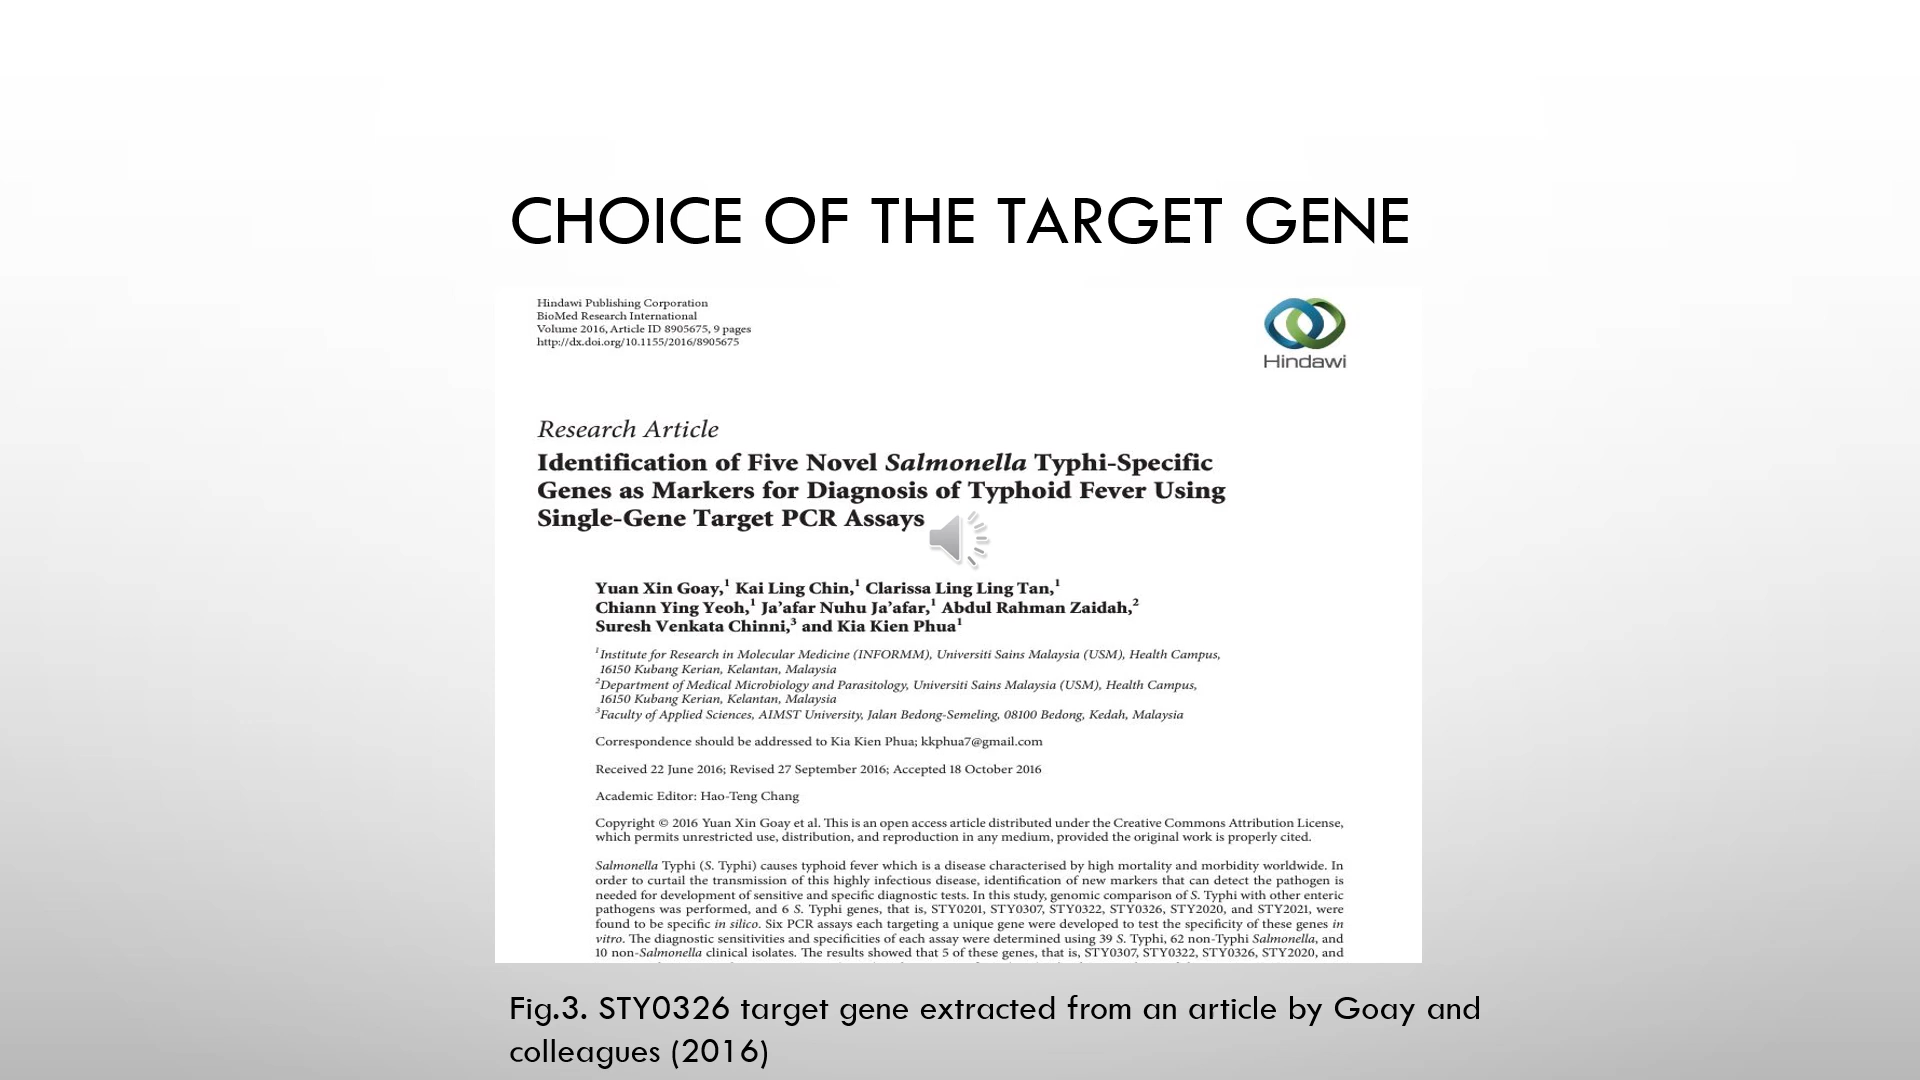 CHOICE OF THE TARGET GENE
Hindawi Publishing Corporation
BioMed Research International
Volume 2016, Article ID 8905675, 9 pages
http://dx.doi.org/10.1155/2016/8905675
Hindawi
Research Article
Identification of Five Novel Salmonella Typhi-Specific
Genes as Markers for Diagnosis of Typhoid Fever Using
Single-Gene Target PCR Assays
Yuan Xin Goay,¹ Kai Ling Chin,¹ Clarissa Ling Ling Tan,¹
Chiann Ying Yeoh,¹ Ja’afar Nuhu Ja’afar,¹ Abdul Rahman Zaidah,²
Suresh Venkata Chinni,³ and Kia Kien Phua¹
¹Institute for Research in Molecular Medicine (INFORMM), Universiti Sains Malaysia (USM), Health Campus,
16150 Kubang Kerian, Kelantan, Malaysia
²Department of Medical Microbiology and Parasitology, Universiti Sains Malaysia (USM), Health Campus,
16150 Kubang Kerian, Kelantan, Malaysia
³Faculty of Applied Sciences, AIMST University, Jalan Bedong-Semeling, 08100 Bedong, Kedah, Malaysia
Correspondence should be addressed to Kia Kien Phua; kkphua7@gmail.com
Received 22 June 2016; Revised 27 September 2016; Accepted 18 October 2016
Academic Editor: Hao-Teng Chang
Copyright © 2016 Yuan Xin Goay et al. This is an open access article distributed under the Creative Commons Attribution License,
which permits unrestricted use, distribution, and reproduction in any medium, provided the original work is properly cited.
Salmonella Typhi (S. Typhi) causes typhoid fever which is a disease characterised by high mortality and morbidity worldwide. In
order to curtail the transmission of this highly infectious disease, identification of new markers that can detect the pathogen is
needed for development of sensitive and specific diagnostic tests. In this study, genomic comparison of S. Typhi with other enteric
pathogens was performed, and 6 S. Typhi genes, that is, STY0201, STY0307, STY0322, STY0326, STY2020, and STY2021, were
found to be specific in silico. Six PCR assays each targeting a unique gene were developed to test the specificity of these genes in
vitro. The diagnostic sensitivities and specificities of each assay were determined using 39 S. Typhi, 62 non-Typhi Salmonella, and
10 non-Salmonella clinical isolates. The results showed that 5 of these genes, that is, STY0307, STY0322, STY0326, STY2020, and
Fig.3. STY0326 target gene extracted from an article by Goay and
colleagues (2016)